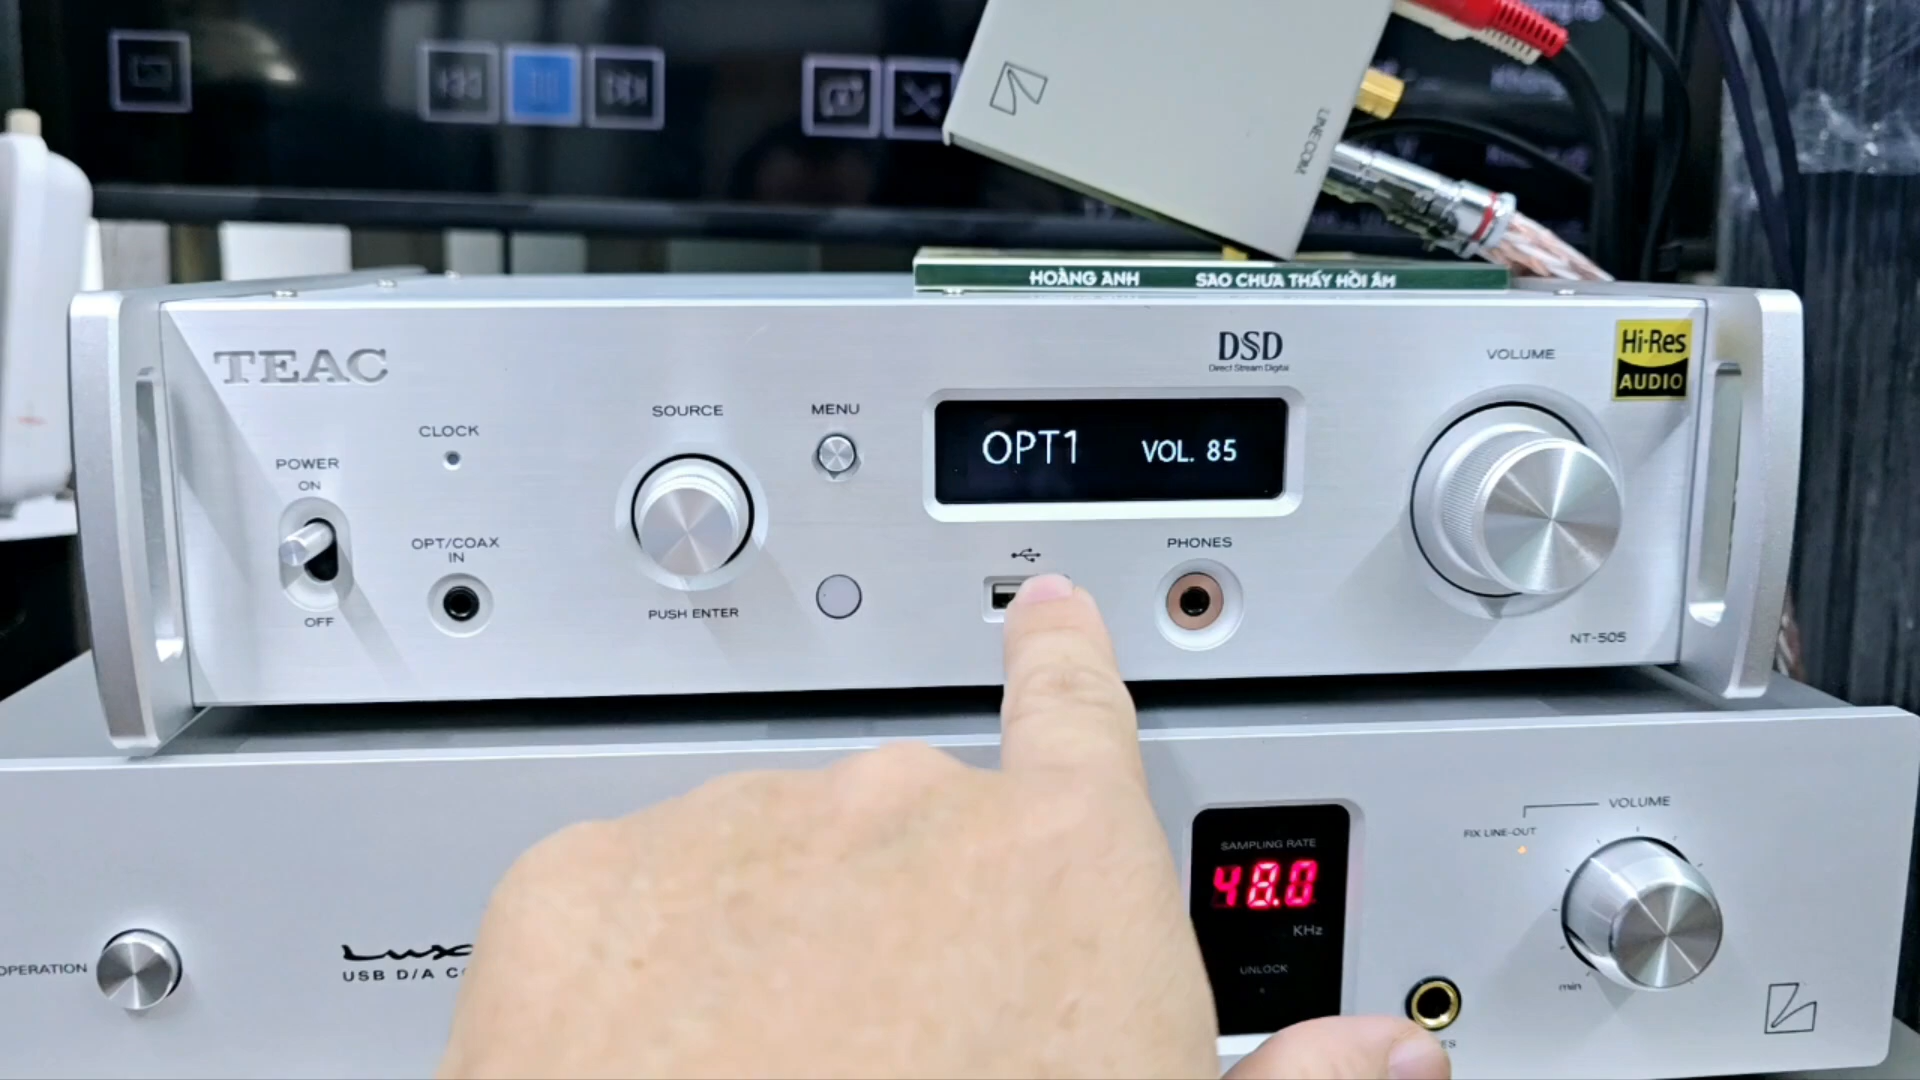 LINE COM
HOÀNG ANH
SAO CHƯA THẤY HỒI ÂM
TEAC
DSD
Direct Stream Digital
VOLUME
Hi-Res
AUDIO
CLOCK
SOURCE
MENU
POWER
ON
OFF
OPT/COAX
IN
PUSH ENTER
OPT1
VOL. 85
PHONES
NT-505
OPERATION
USB D/A
SAMPLING RATE
48.0
KHz
UNLOCK
VOLUME
FIX LINE-OUT
min